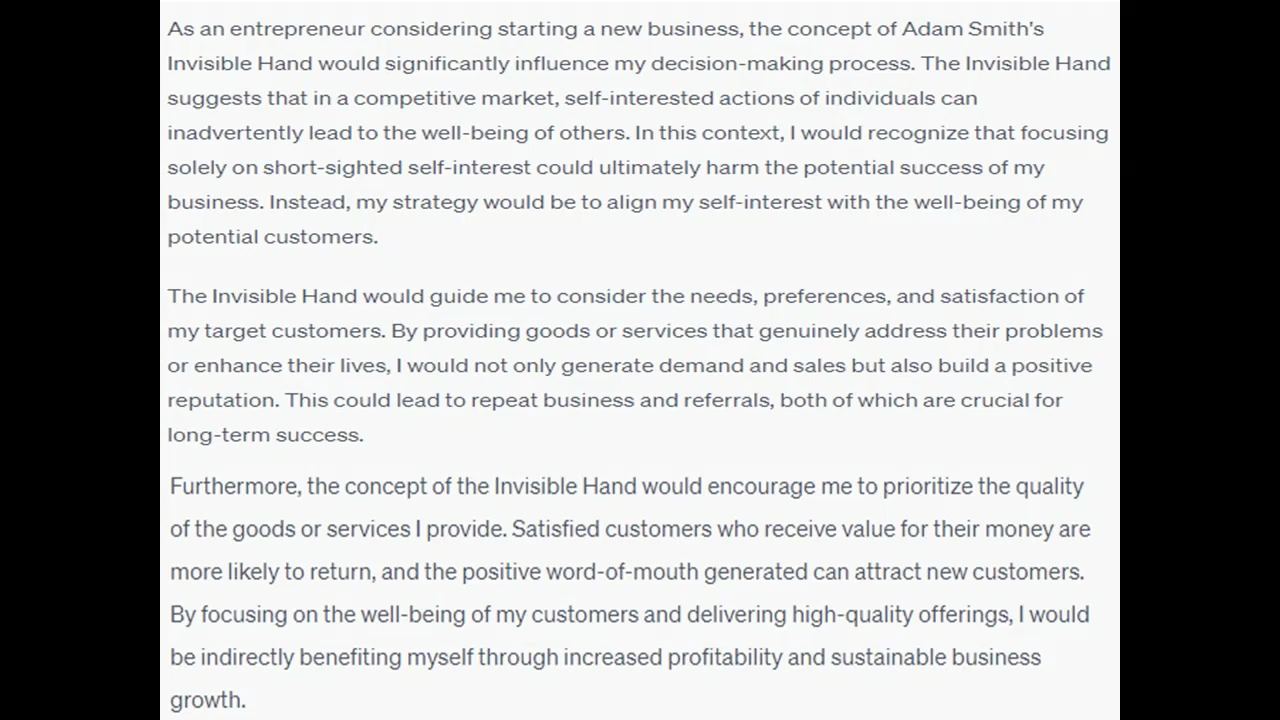 As an entrepreneur considering starting a new business, the concept of Adam Smith's
Invisible Hand would significantly influence my decision-making process. The Invisible Hand
suggests that in a competitive market, self-interested actions of individuals can
inadvertently lead to the well-being of others. In this context, I would recognize that focusing
solely on short-sighted self-interest could ultimately harm the potential success of my
business. Instead, my strategy would be to align my self-interest with the well-being of my
potential customers.
The Invisible Hand would guide me to consider the needs, preferences, and satisfaction of
my target customers. By providing goods or services that genuinely address their problems
or enhance their lives, I would not only generate demand and sales but also build a positive
reputation. This could lead to repeat business and referrals, both of which are crucial for
long-term success.
Furthermore, the concept of the Invisible Hand would encourage me to prioritize the quality
of the goods or services I provide. Satisfied customers who receive value for their money are
more likely to return, and the positive word-of-mouth generated can attract new customers.
By focusing on the well-being of my customers and delivering high-quality offerings, I would
be indirectly benefiting myself through increased profitability and sustainable business
growth.